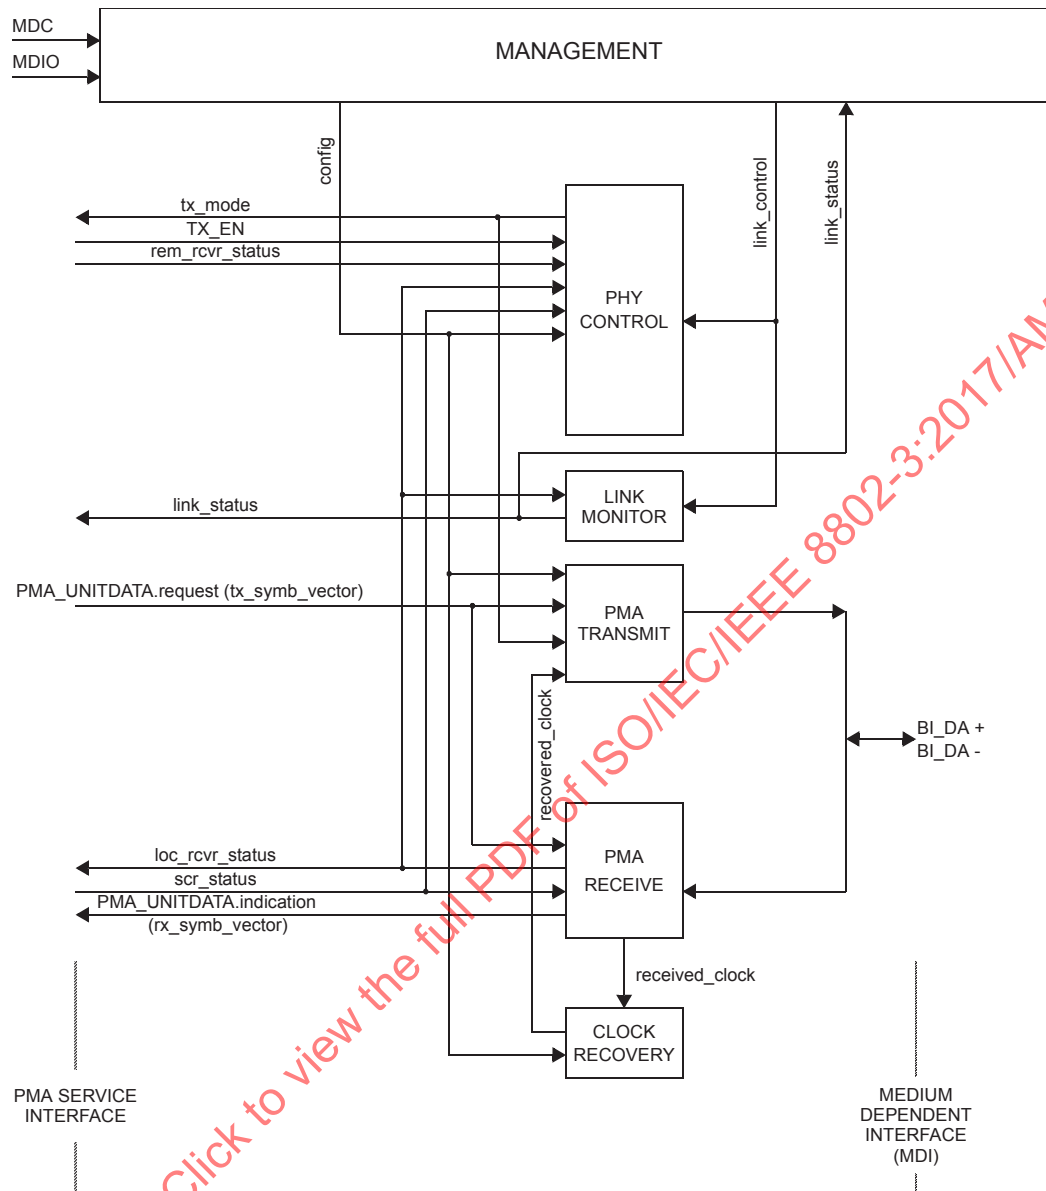 MDC
MDIO
MANAGEMENT
config
link_control
link_status
tx_mode
TX_EN
rem_rcvr_status
PHY
CONTROL
link_status
LINK
MONITOR
PMA_UNITDATA.request (tx_symb_vector)
PMA
TRANSMIT
recovered_clock
BI_DA +
BI_DA -
loc_rcvr_status
scr_status
PMA_UNITDATA.indication
(rx_symb_vector)
PMA
RECEIVE
received_clock
CLOCK
RECOVERY
PMA SERVICE
INTERFACE
MEDIUM
DEPENDENT
INTERFACE
(MDI)
Click to view the full PDF of ISO/IEC/IEEE 8802-3:2017/AM